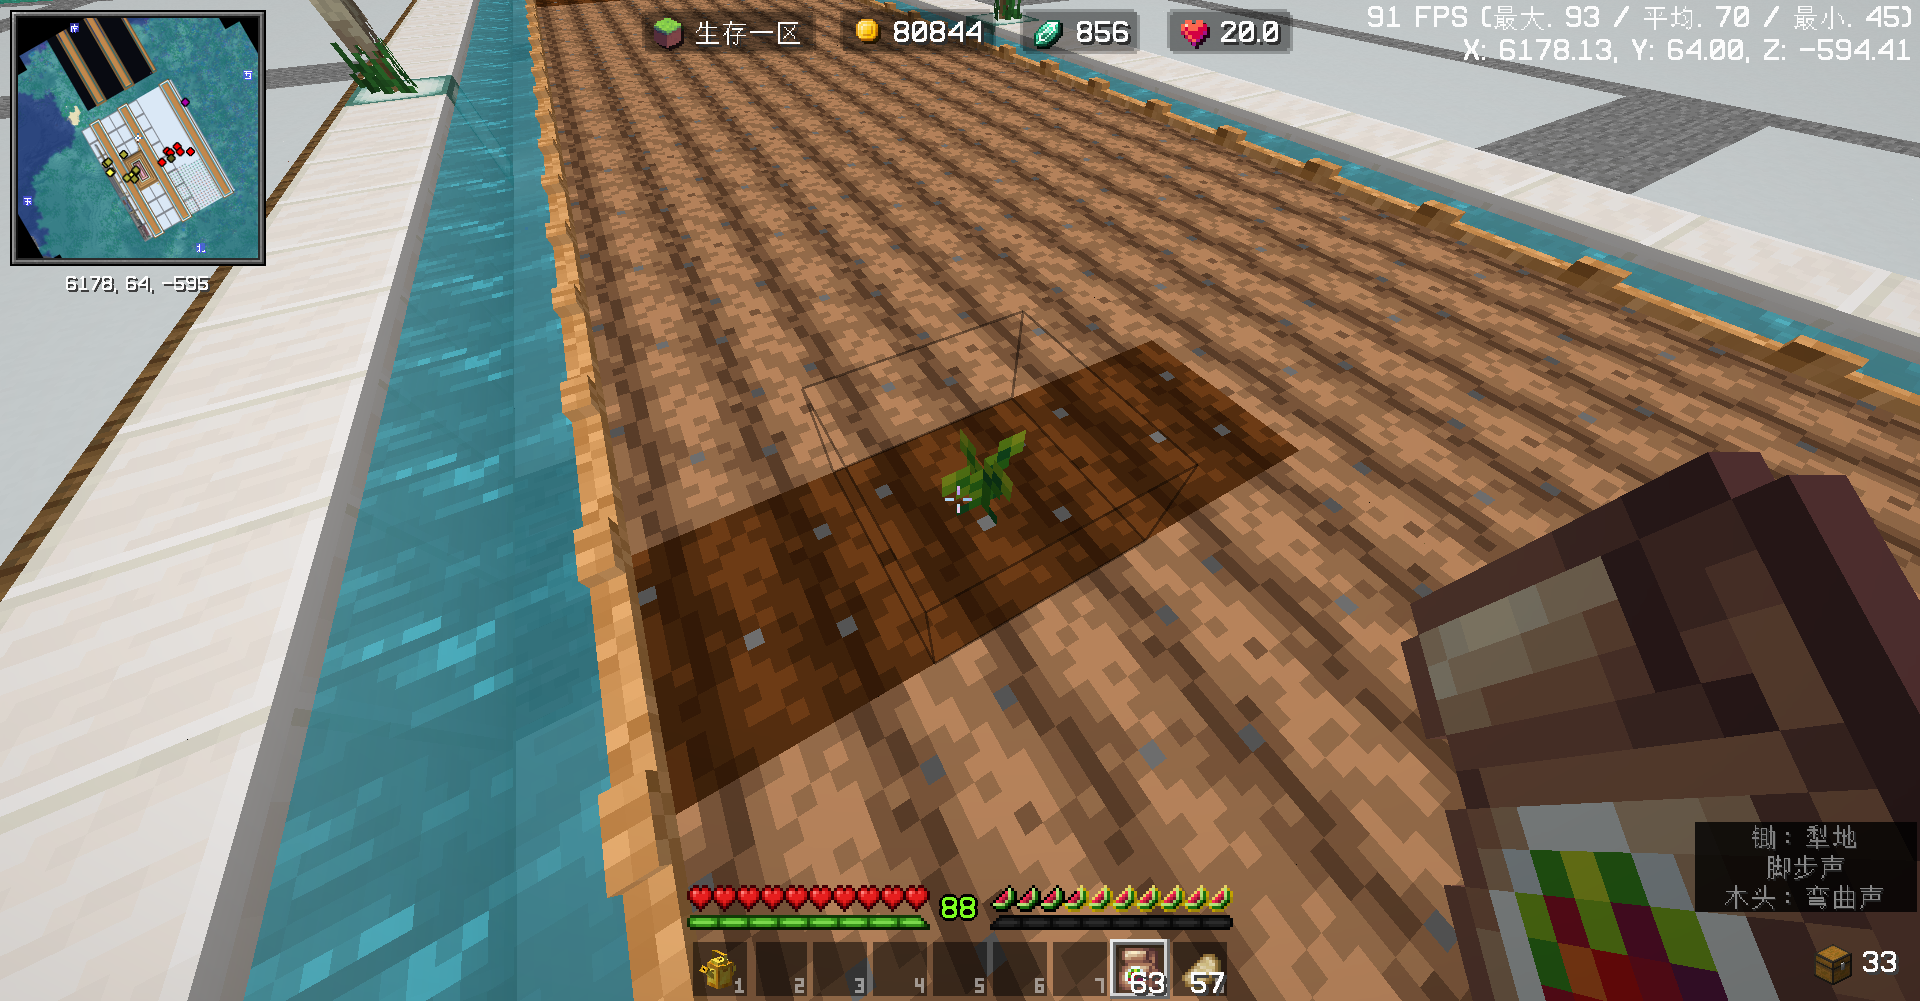 生存一区 80844 856 20.0
91 FPS (最大. 93 / 平均. 70 / 最小. 45)
X: 6178.13, Y: 64.00, Z: -594.41
6178, 64, -595
锄：犁地
脚步声
木头：弯曲声
88
1 2 3 4 5 6 7 63 57
33